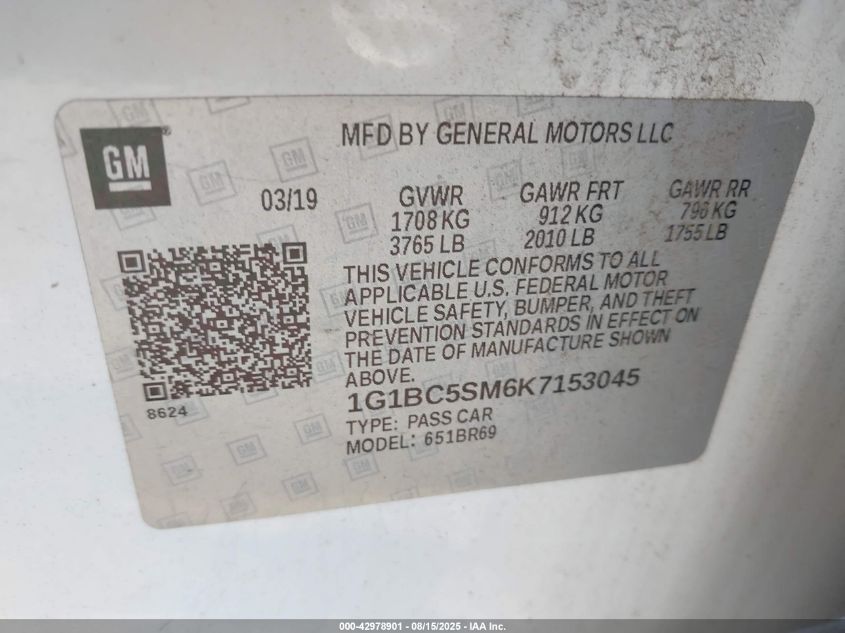 GM
MFD BY GENERAL MOTORS LLC
03/19 GVWR GAWR FRT GAWR RR
1708 KG 912 KG 796 KG
3765 LB 2010 LB 1755 LB
THIS VEHICLE CONFORMS TO ALL
APPLICABLE U.S. FEDERAL MOTOR
VEHICLE SAFETY, BUMPER, AND THEFT
PREVENTION STANDARDS IN EFFECT ON
THE DATE OF MANUFACTURE SHOWN
ABOVE.
8624
1G1BC5SM6K7153045
TYPE: PASS CAR
MODEL: 651BR69
000-42978901 - 08/15/2025 - IAA Inc.